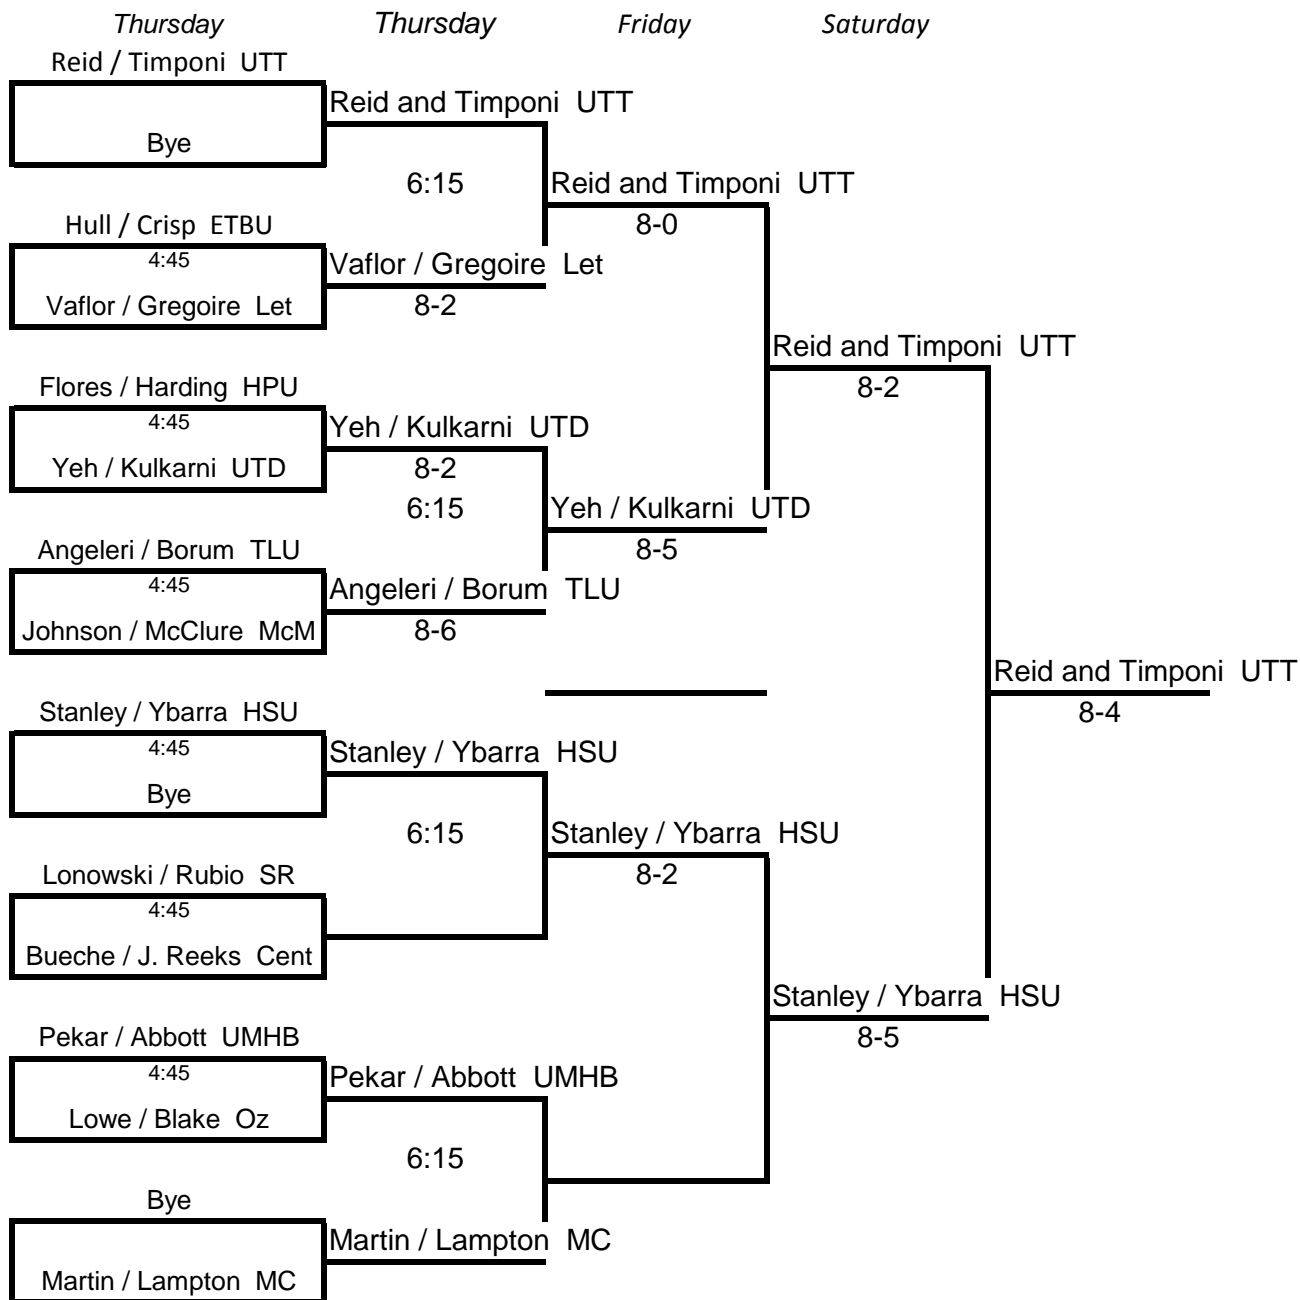 Thursday Thursday Friday Saturday
Reid / Timponi UTT
Reid and Timponi UTT
Bye
6:15 Reid and Timponi UTT
Hull / Crisp ETBU 8-0
4:45 Vaflor / Gregoire Let
Vaflor / Gregoire Let 8-2
Reid and Timponi UTT
Flores / Harding HPU 8-2
4:45 Yeh / Kulkarni UTD
Yeh / Kulkarni UTD 8-2
6:15 Yeh / Kulkarni UTD
Angeleri / Borum TLU 8-5
4:45 Angeleri / Borum TLU
Johnson / McClure McM 8-6
Reid and Timponi UTT
Stanley / Ybarra HSU 8-4
4:45 Stanley / Ybarra HSU
Bye
6:15 Stanley / Ybarra HSU
Lonowski / Rubio SR 8-2
4:45
Bueche / J. Reeks Cent
Stanley / Ybarra HSU
Pekar / Abbott UMHB 8-5
4:45 Pekar / Abbott UMHB
Lowe / Blake Oz
6:15
Bye
Martin / Lampton MC
Martin / Lampton MC